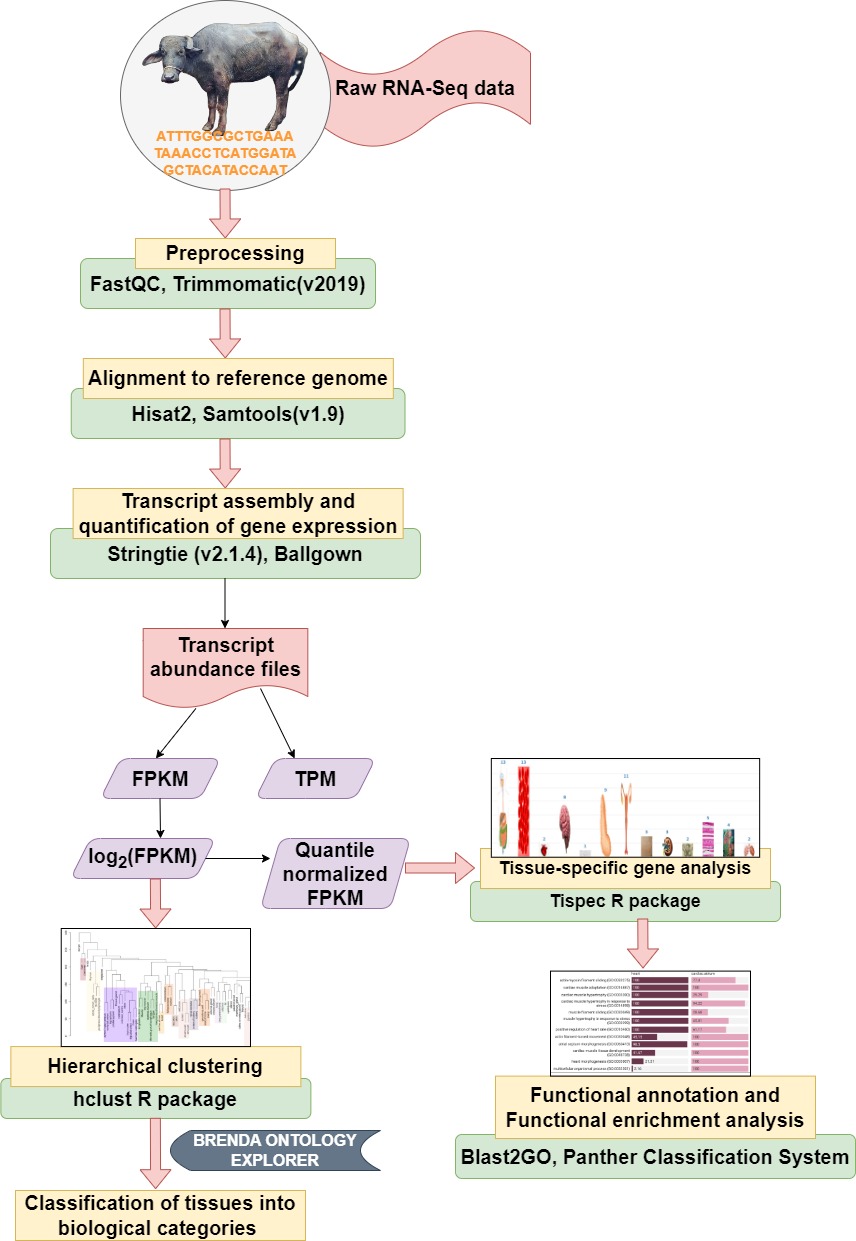 Raw RNA-Seq data
ATTTGGCGCTGAAA
TAAACCTCATGGATA
GCTACATACCAAT
Preprocessing
FastQC, Trimmomatic(v2019)
Alignment to reference genome
Hisat2, Samtools(v1.9)
Transcript assembly and
quantification of gene expression
Stringtie (v2.1.4), Ballgown
Transcript
abundance files
FPKM
TPM
log₂(FPKM)
Quantile
normalized
FPKM
Tissue-specific gene analysis
Tispec R package
heart
Hierarchical clustering
hclust R package
Functional annotation and
Functional enrichment analysis
Blast2GO, Panther Classification System
BRENDA ONTOLOGY
EXPLORER
Classification of tissues into
biological categories